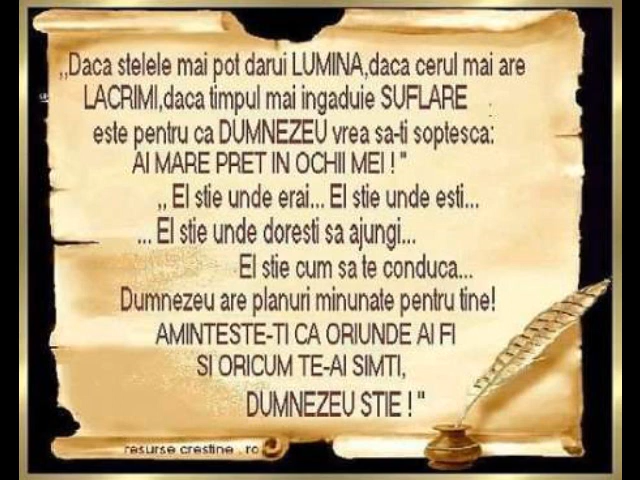 ,,Daca stelele mai pot darui LUMINA,daca cerul mai are
LACRIMI,daca timpul mai ingaduie SUFLARE
este pentru ca DUMNEZEU vrea sa-ti soptesca:
AI MARE PRET IN OCHII MEI ! "
,, El stie unde erai... El stie unde esti...
... El stie unde doresti sa ajungi...
El stie cum sa te conduca...
Dumnezeu are planuri minunate pentru tine!
AMINTESTE-TI CA ORIUNDE AI FI
SI ORICUM TE-AI SIMTI,
DUMNEZEU STIE ! "
resurse crestine . ro